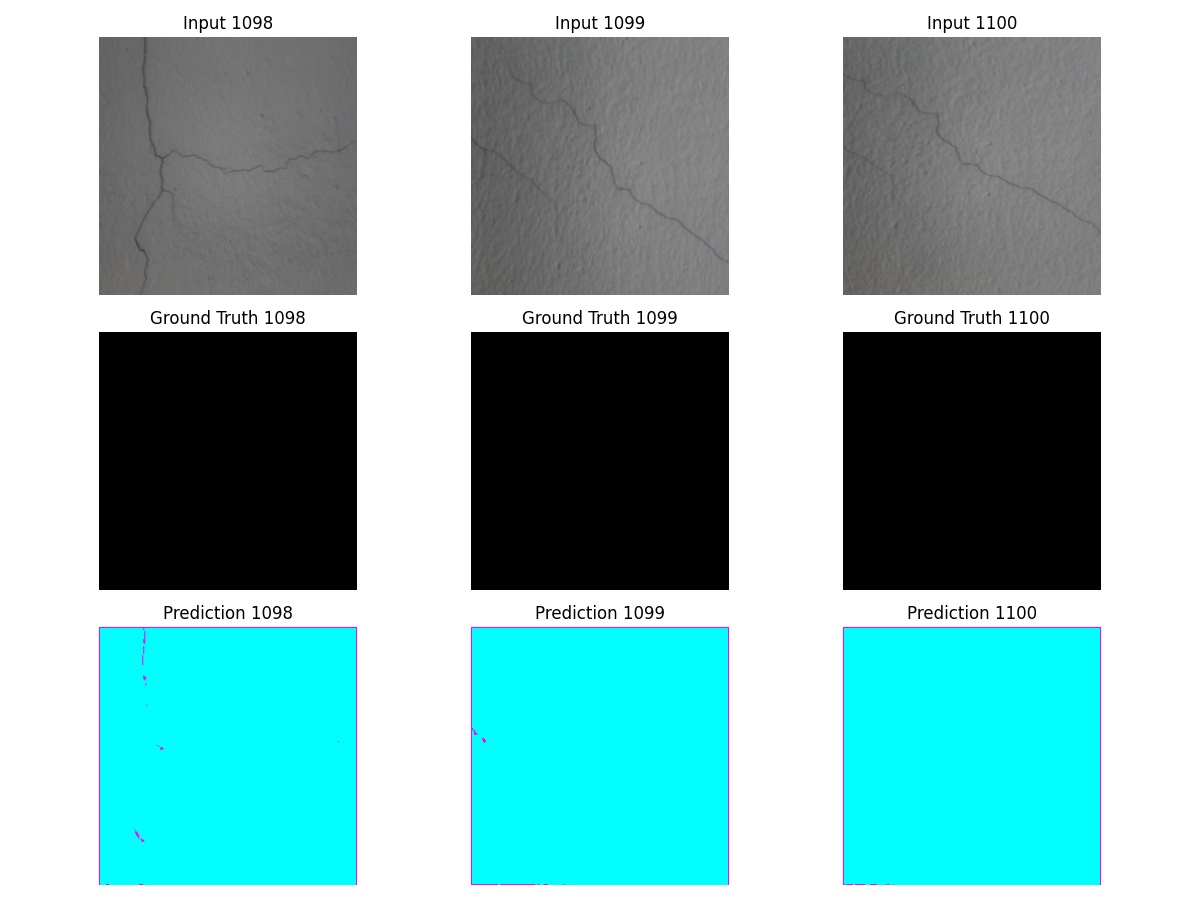 Input 1098
Input 1099
Input 1100
Ground Truth 1098
Ground Truth 1099
Ground Truth 1100
Prediction 1098
Prediction 1099
Prediction 1100